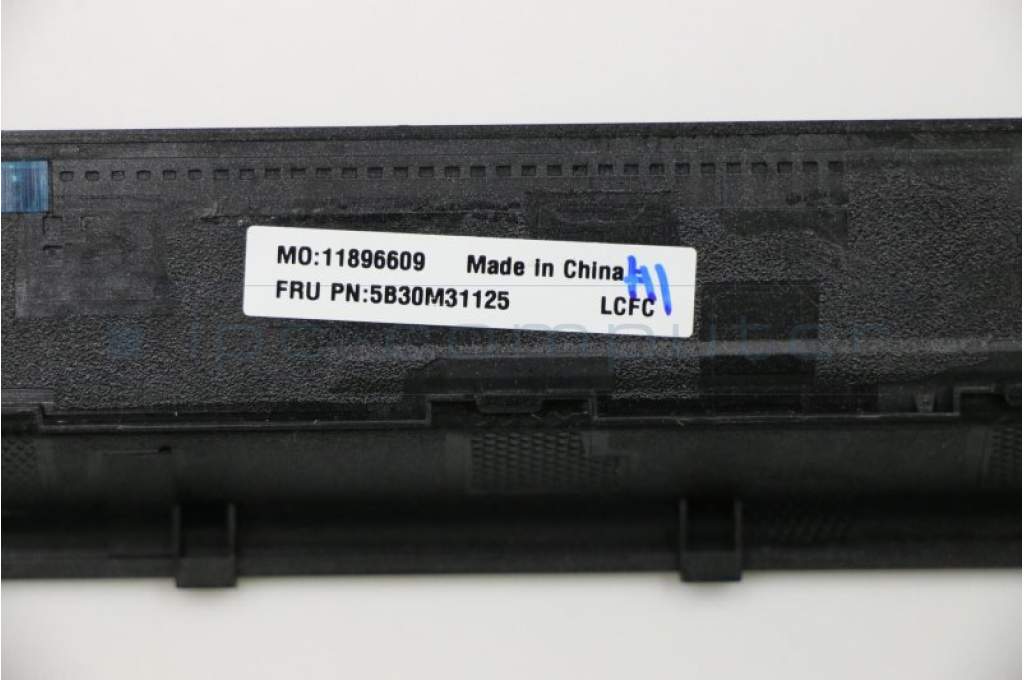 MO:11896609 Made in China
FRU PN:5B30M31125 LCFC